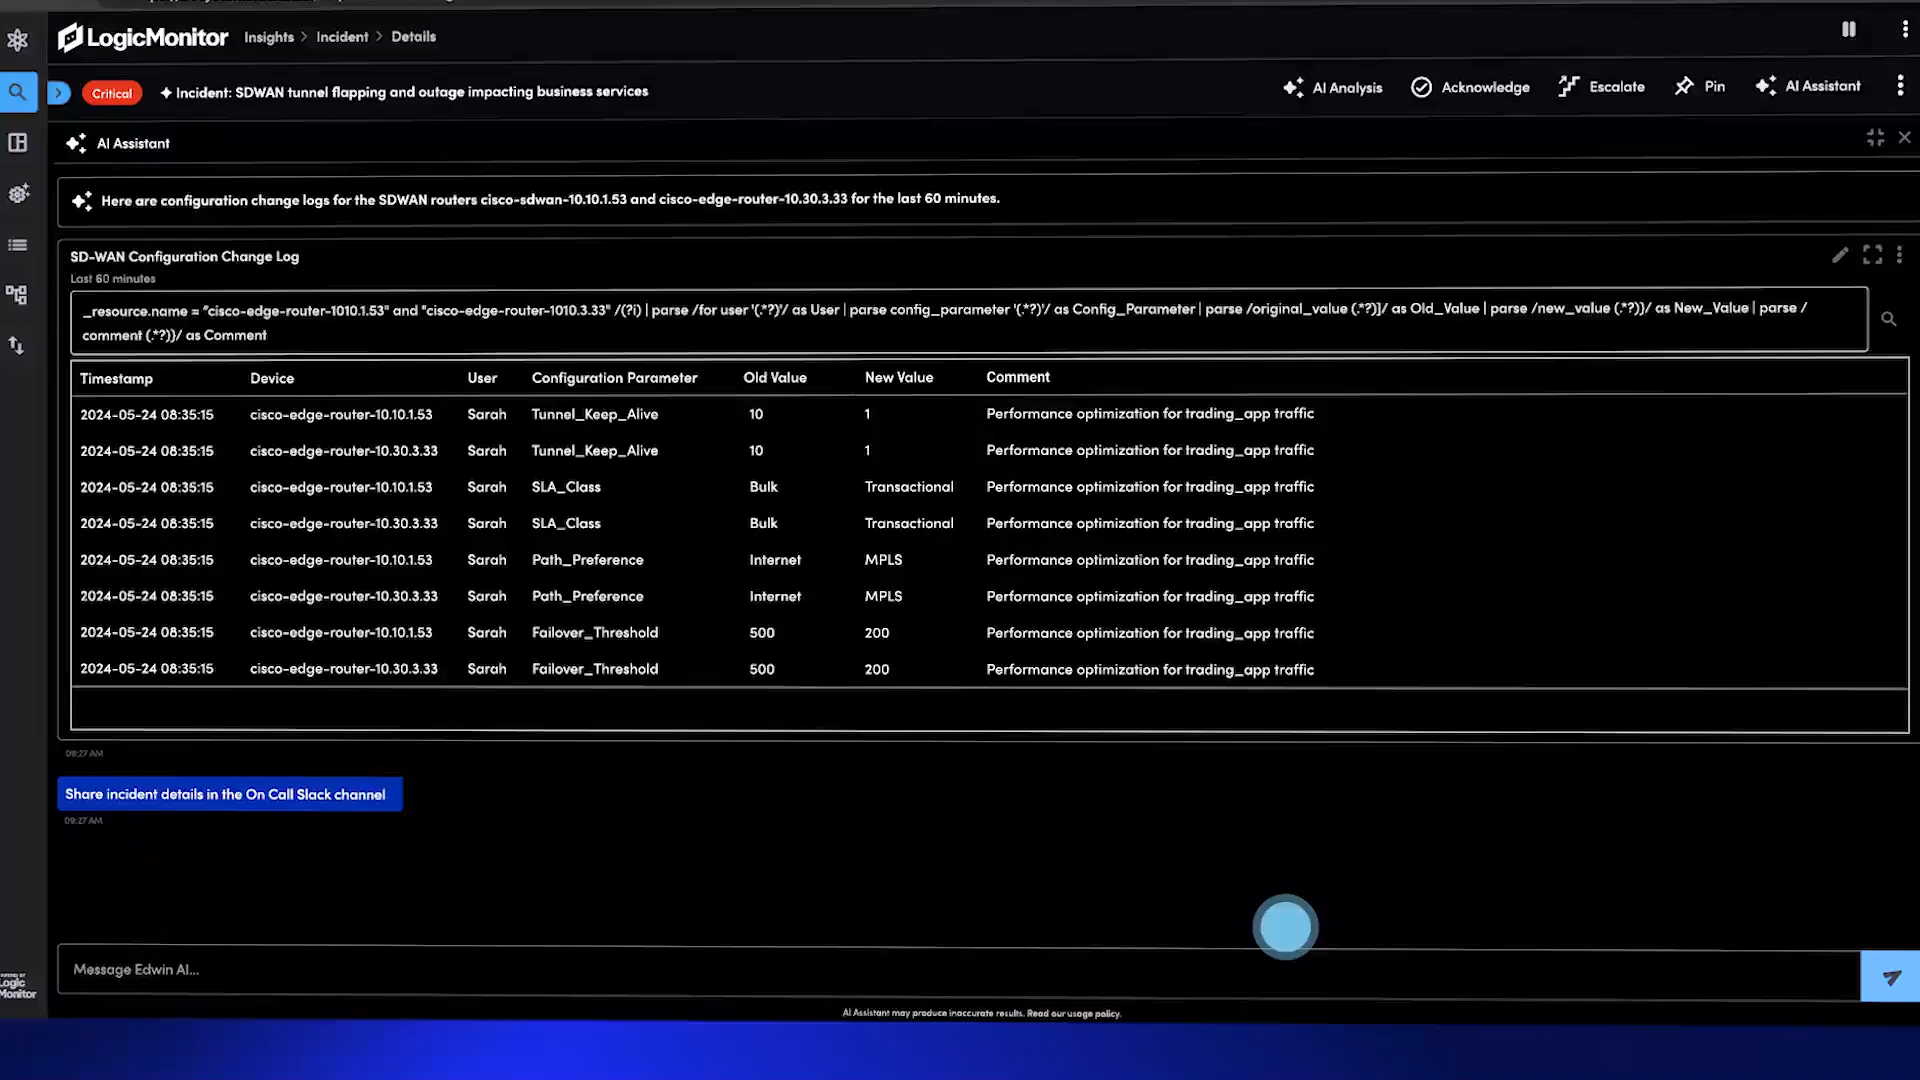 LogicMonitor Insights > Incident > Details
Critical Incident: SDWAN tunnel flapping and outage impacting business services AI Analysis Acknowledge Escalate Pin AI Assistant
AI Assistant
Here are configuration change logs for the SDWAN routers cisco-sdwan-10.10.1.53 and cisco-edge-router-10.30.3.33 for the last 60 minutes.
SD-WAN Configuration Change Log
Last 60 minutes
_resource.name = "cisco-edge-router-1010.1.53" and "cisco-edge-router-1010.3.33" /(?i) | parse /for user '(.*?)'/ as User | parse config_parameter '(.*?)'/ as Config_Parameter | parse /original_value (.*?)]/ as Old_Value | parse /new_value (.*?))/ as New_Value | parse /
comment (.*?))/ as Comment
Timestamp Device User Configuration Parameter Old Value New Value Comment
2024-05-24 08:35:15 cisco-edge-router-10.10.1.53 Sarah Tunnel_Keep_Alive 10 1 Performance optimization for trading_app traffic
2024-05-24 08:35:15 cisco-edge-router-10.30.3.33 Sarah Tunnel_Keep_Alive 10 1 Performance optimization for trading_app traffic
2024-05-24 08:35:15 cisco-edge-router-10.10.1.53 Sarah SLA_Class Bulk Transactional Performance optimization for trading_app traffic
2024-05-24 08:35:15 cisco-edge-router-10.30.3.33 Sarah SLA_Class Bulk Transactional Performance optimization for trading_app traffic
2024-05-24 08:35:15 cisco-edge-router-10.10.1.53 Sarah Path_Preference Internet MPLS Performance optimization for trading_app traffic
2024-05-24 08:35:15 cisco-edge-router-10.30.3.33 Sarah Path_Preference Internet MPLS Performance optimization for trading_app traffic
2024-05-24 08:35:15 cisco-edge-router-10.10.1.53 Sarah Failover_Threshold 500 200 Performance optimization for trading_app traffic
2024-05-24 08:35:15 cisco-edge-router-10.30.3.33 Sarah Failover_Threshold 500 200 Performance optimization for trading_app traffic
09:27 AM
Share incident details in the On Call Slack channel
09:27 AM
Message Edwin AI...
Logic
Monitor
AI Assistant may produce inaccurate results. Read our usage policy.